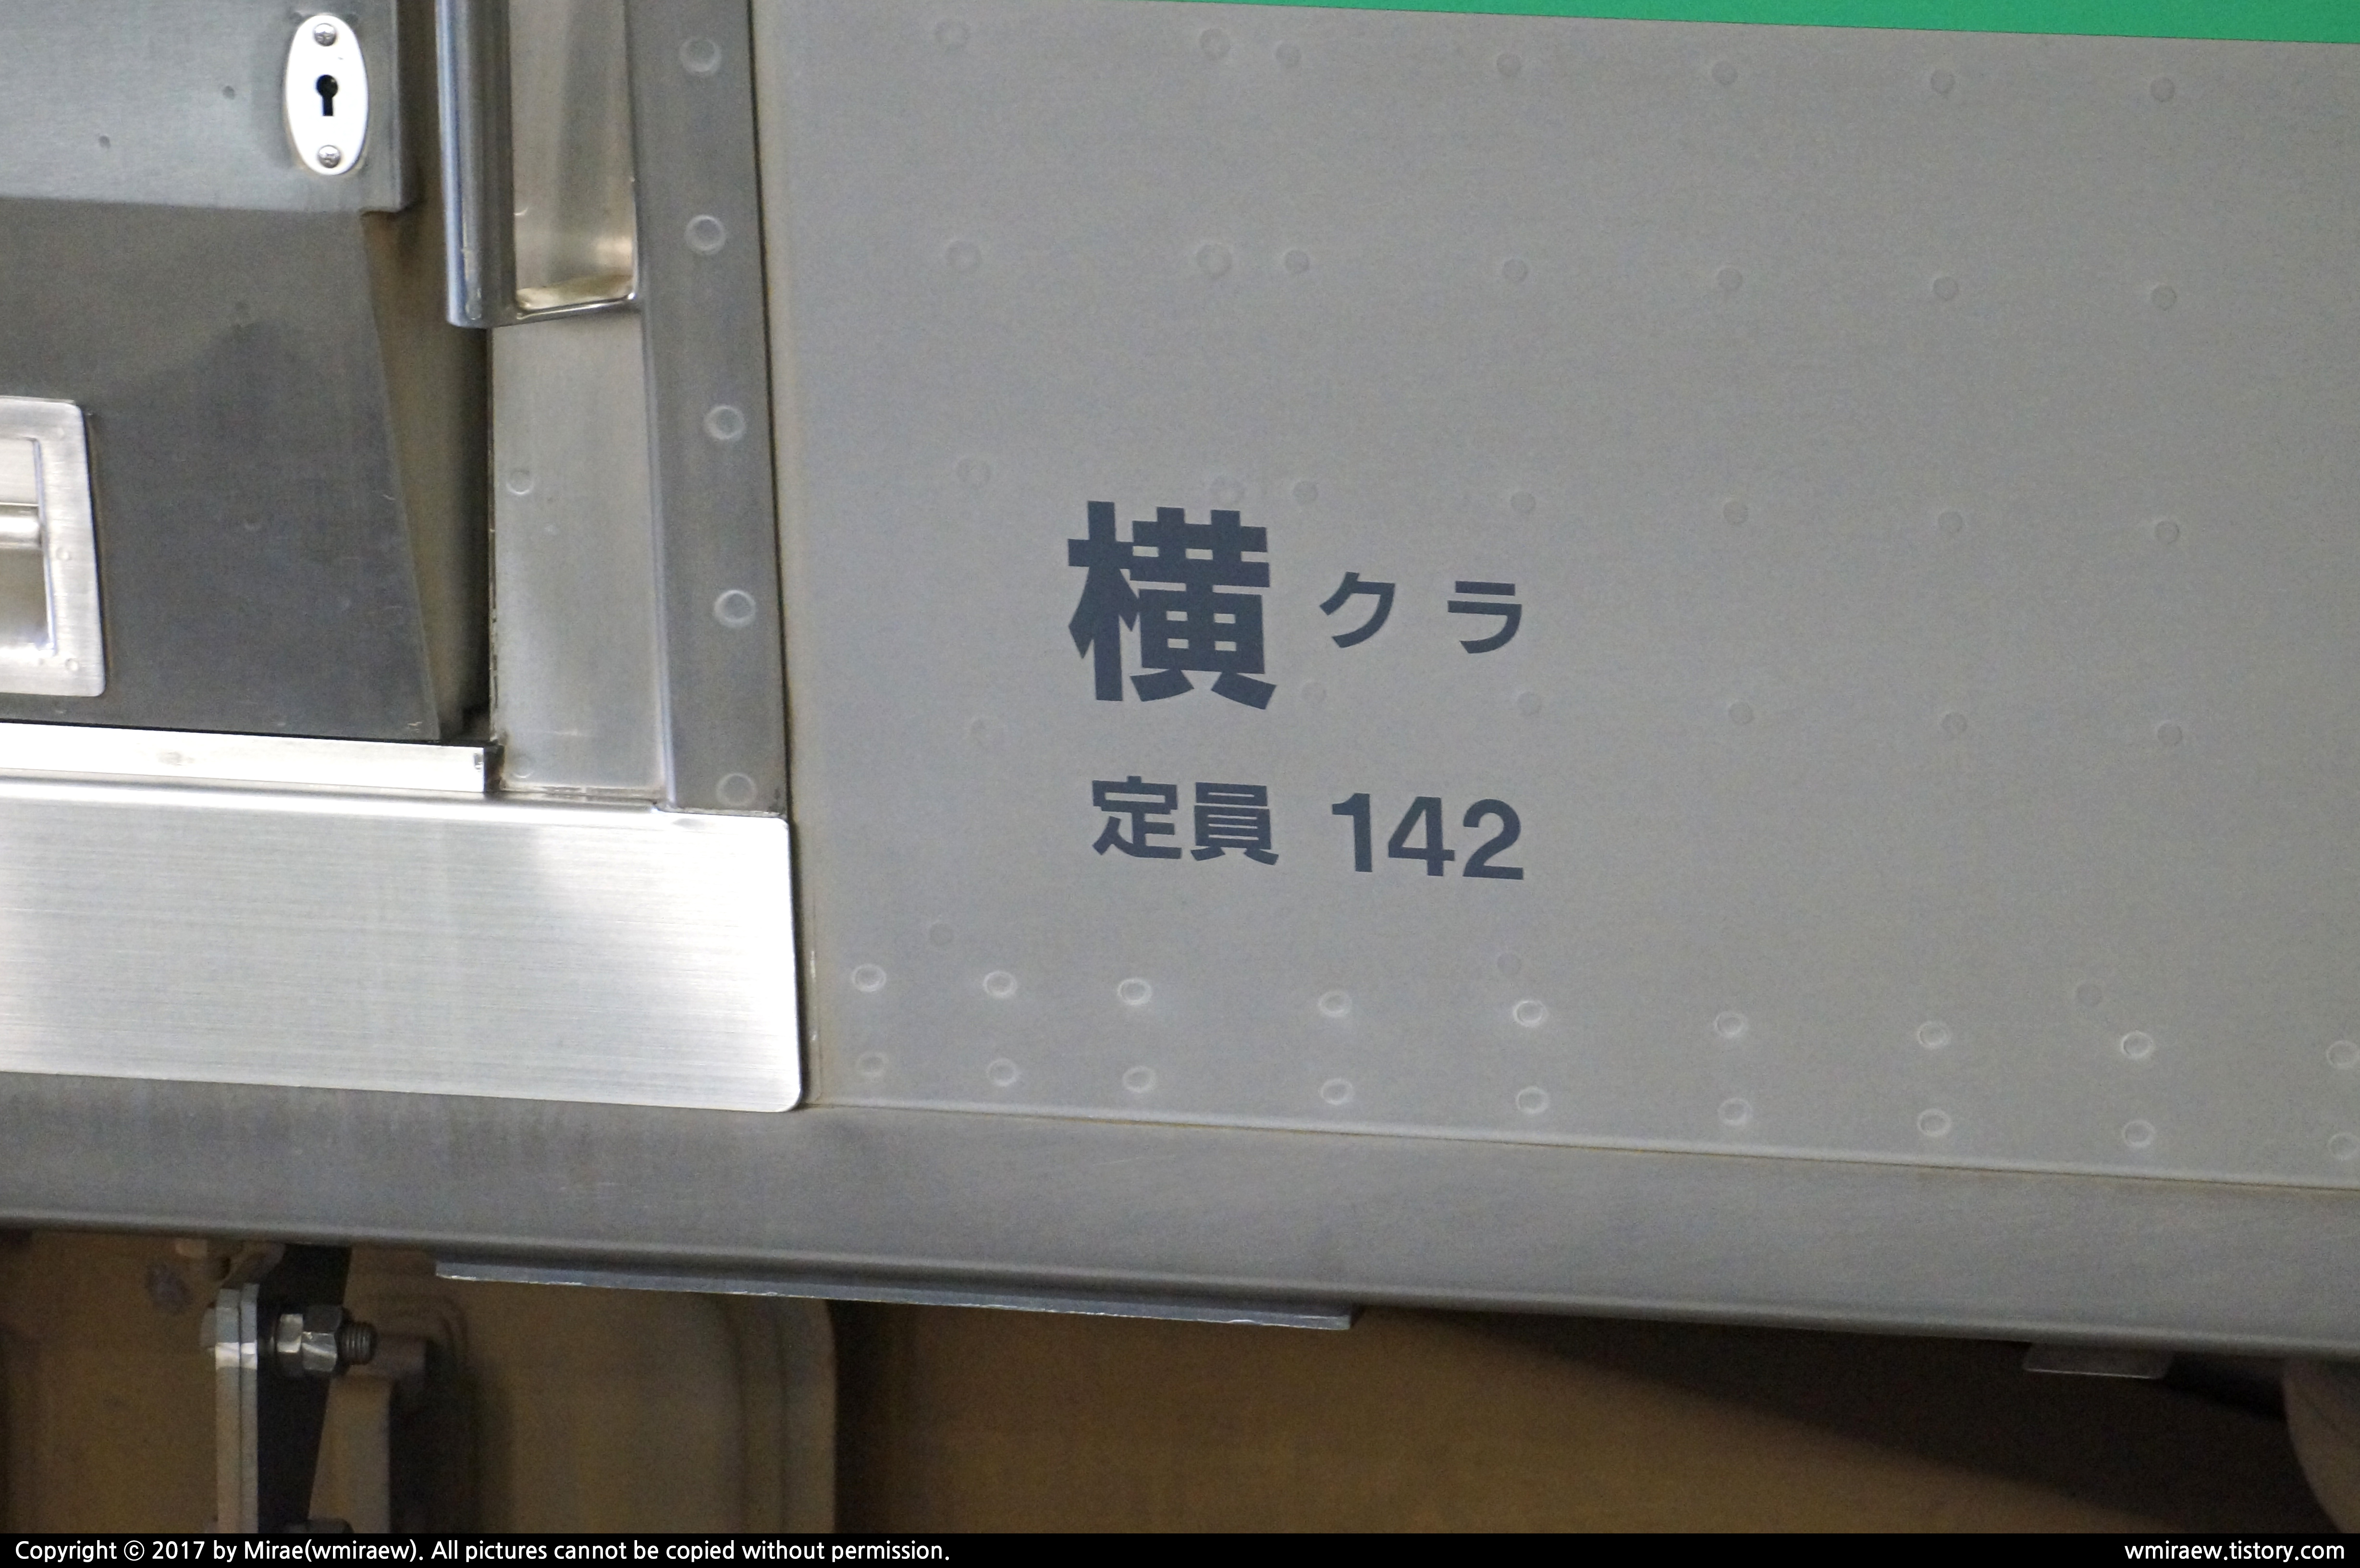 横 クラ
定員 142
Copyright ⓒ 2017 by Mirae(wmiraew). All pictures cannot be copied without permission.
wmiraew.tistory.com